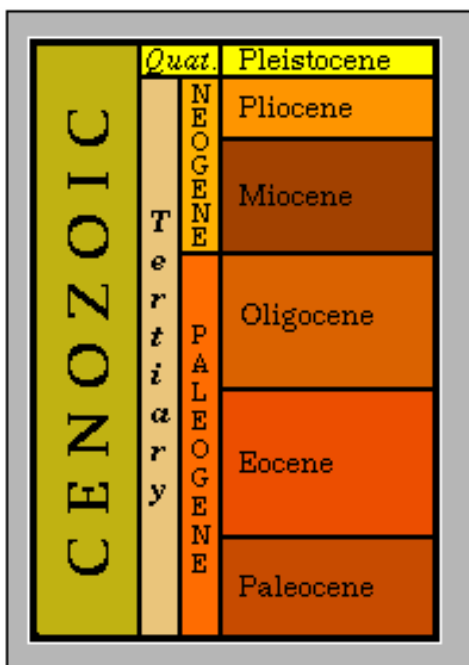 CENOZOIC
Quat.
Pleistocene
Tertiary
NEOGENE
Pliocene
Miocene
PALEOGENE
Oligocene
Eocene
Paleocene